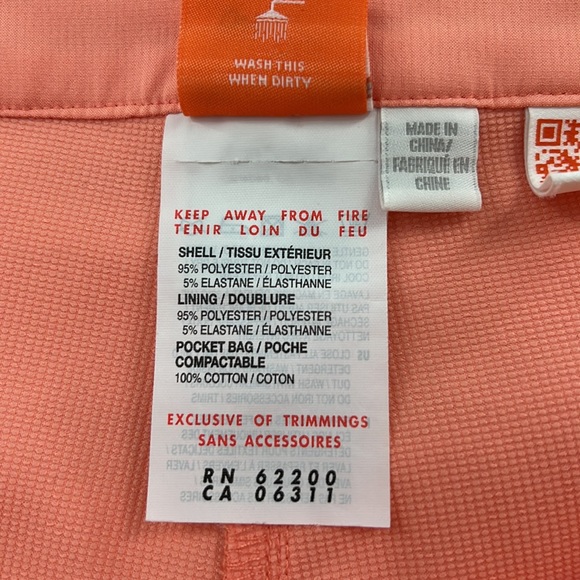 WASH THIS
WHEN DIRTY
MADE IN
CHINA/
FABRIQUÉ EN
CHINE
KEEP AWAY FROM FIRE
TENIR LOIN DU FEU
SHELL / TISSU EXTÉRIEUR
95% POLYESTER / POLYESTER
5% ELASTANE / ÉLASTHANNE
LINING / DOUBLURE
95% POLYESTER / POLYESTER
5% ELASTANE / ÉLASTHANNE
POCKET BAG / POCHE
COMPACTABLE
100% COTTON / COTON
EXCLUSIVE OF TRIMMINGS
SANS ACCESSOIRES
RN 62200
CA 06311